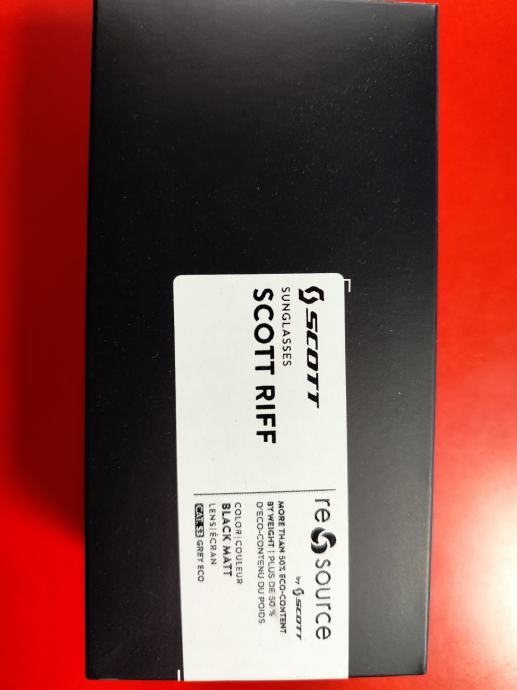 SCOTT
SUNGLASSES
SCOTT RIFF
re source
by SCOTT
MORE THAN 50% ECO-CONTENT
BY WEIGHT | PLUS DE 50 %
D'ECO-CONTENU DU POIDS
COLOR | COULEUR
BLACK MATT
LENS | ÉCRAN
CAT. S3 GREY ECO